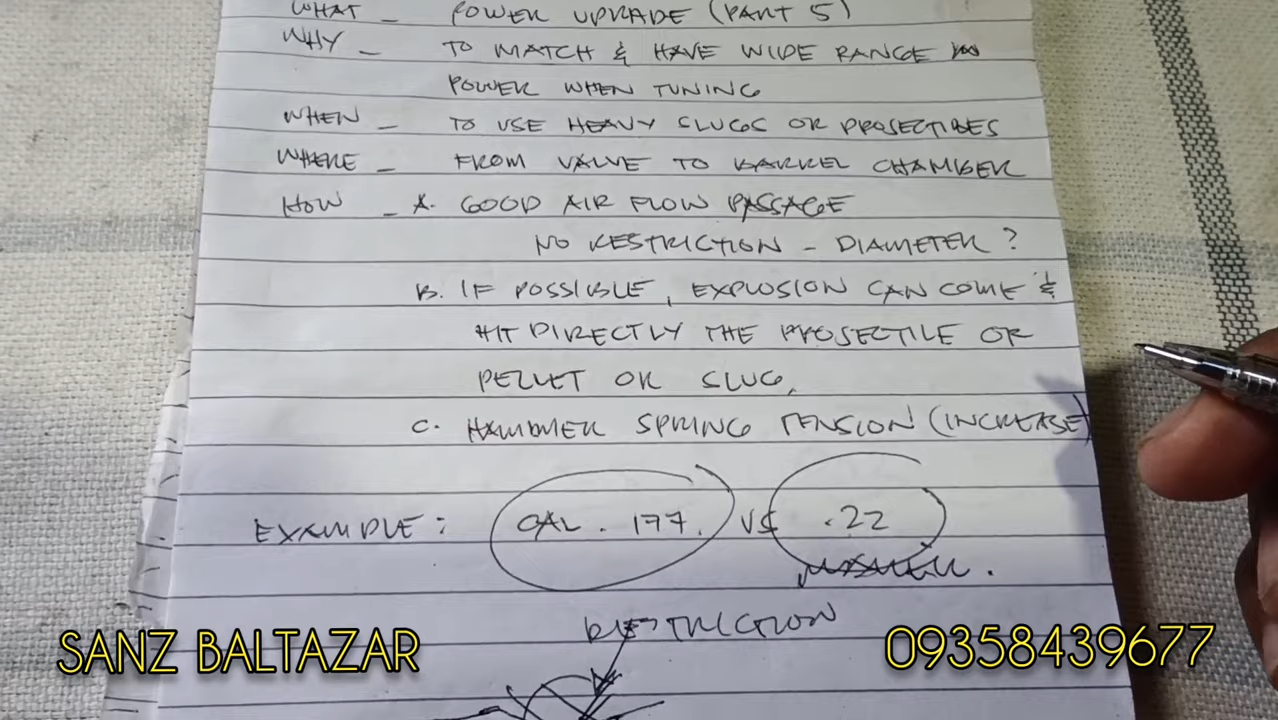 WHAT - POWER UPRADE (PART 5)
WHY - TO MATCH & HAVE WIDE RANGE
POWER WHEN TUNING
WHEN - TO USE HEAVY SLUGS OR PROJECTILES
WHERE - FROM VALVE TO BARREL CHAMBER
HOW - A. GOOD AIR FLOW PASSAGE
NO RESTRICTION - DIAMETER ?
B. IF POSSIBLE, EXPLOSION CAN COME &
HIT DIRECTLY THE PROJECTILE OR
PELLET OR SLUG,
C. HAMMER SPRING TENSION (INCREASE)
EXAMPLE : CAL .177. VS .22
RESTRICTION
SANZ BALTAZAR
09358439677